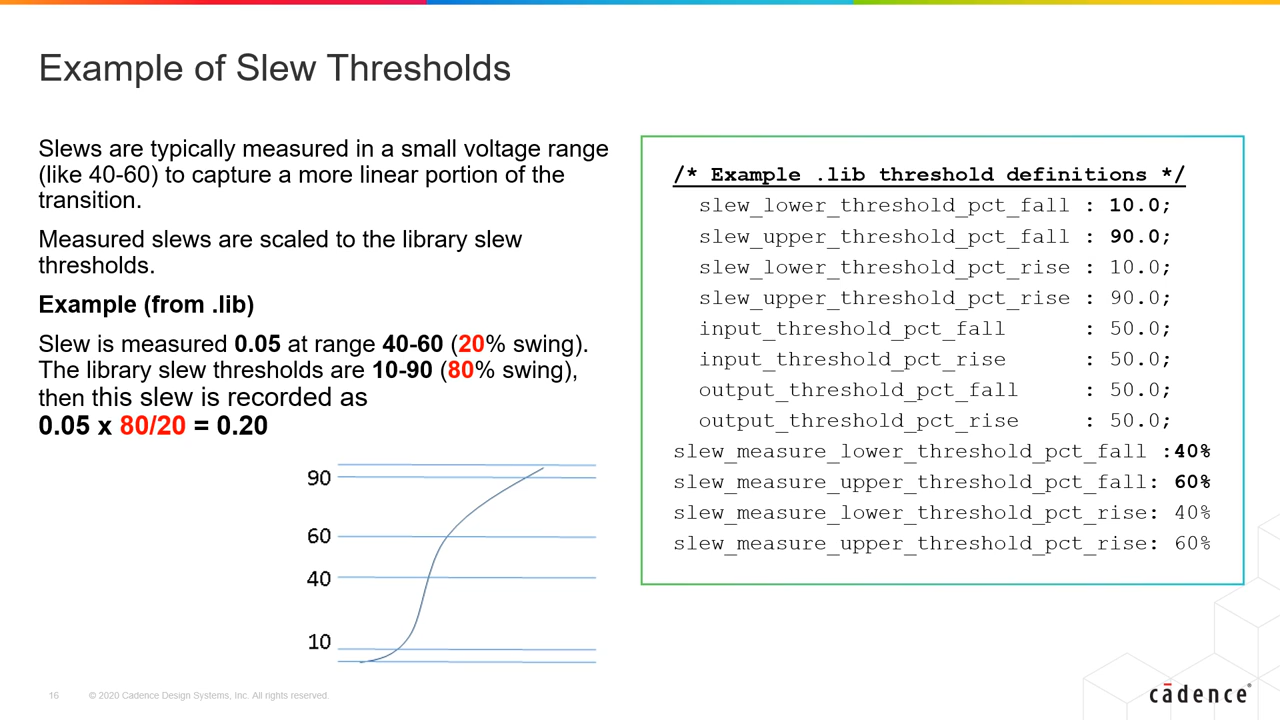 Example of Slew Thresholds
Slews are typically measured in a small voltage range
(like 40-60) to capture a more linear portion of the
transition.
Measured slews are scaled to the library slew
thresholds.
Example (from .lib)
Slew is measured 0.05 at range 40-60 (20% swing).
The library slew thresholds are 10-90 (80% swing),
then this slew is recorded as
0.05 x 80/20 = 0.20
90
60
40
10
/* Example .lib threshold definitions */
slew_lower_threshold_pct_fall : 10.0;
slew_upper_threshold_pct_fall : 90.0;
slew_lower_threshold_pct_rise : 10.0;
slew_upper_threshold_pct_rise : 90.0;
input_threshold_pct_fall : 50.0;
input_threshold_pct_rise : 50.0;
output_threshold_pct_fall : 50.0;
output_threshold_pct_rise : 50.0;
slew_measure_lower_threshold_pct_fall :40%
slew_measure_upper_threshold_pct_fall: 60%
slew_measure_lower_threshold_pct_rise: 40%
slew_measure_upper_threshold_pct_rise: 60%
16 © 2020 Cadence Design Systems, Inc. All rights reserved.
cādence®